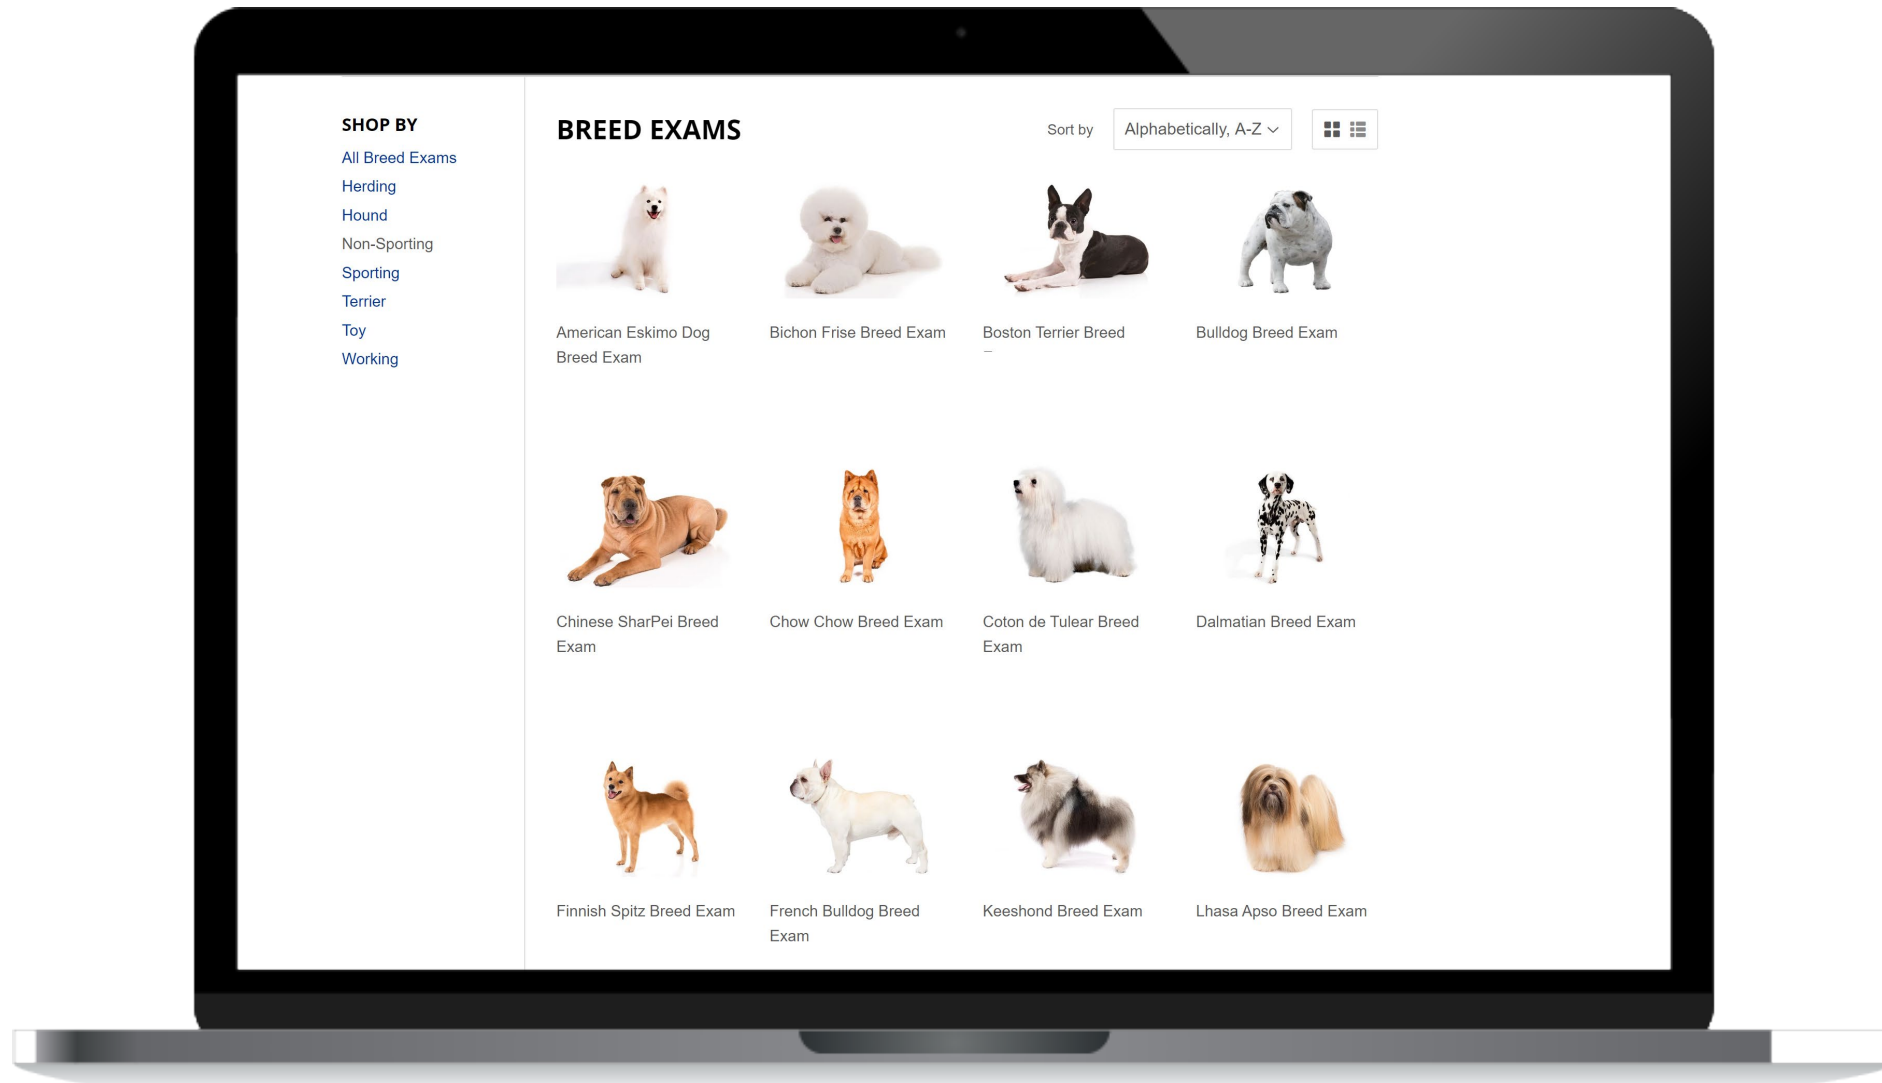 SHOP BY
All Breed Exams
Herding
Hound
Non-Sporting
Sporting
Terrier
Toy
Working
BREED EXAMS
Sort by
Alphabetically, A-Z
American Eskimo Dog
Breed Exam
Bichon Frise Breed Exam
Boston Terrier Breed
Bulldog Breed Exam
Chinese SharPei Breed
Exam
Chow Chow Breed Exam
Coton de Tulear Breed
Exam
Dalmatian Breed Exam
Finnish Spitz Breed Exam
French Bulldog Breed
Exam
Keeshond Breed Exam
Lhasa Apso Breed Exam